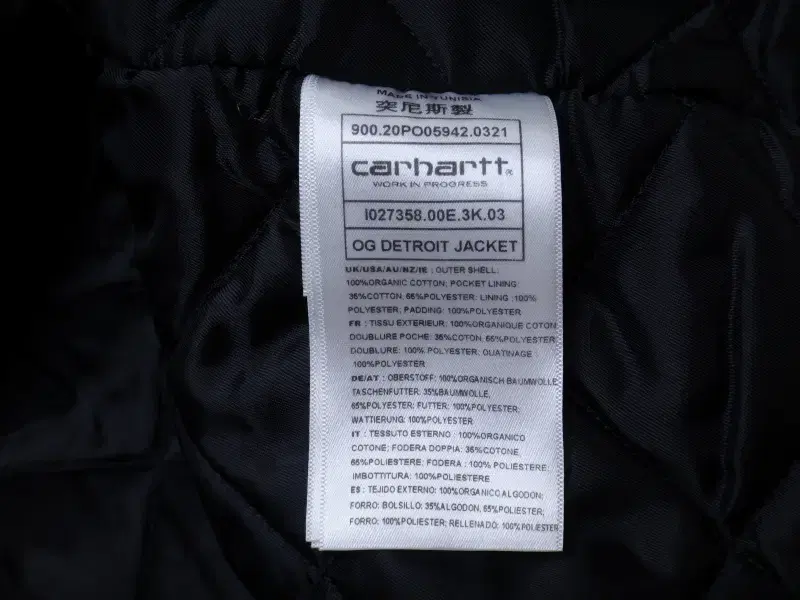 MADE IN TUNISIA
突尼斯製
900.20PO05942.0321
carhartt®
WORK IN PROGRESS
I027358.00E.3K.03
OG DETROIT JACKET
UK/USA/AU/NZ/IE : OUTER SHELL:
100%ORGANIC COTTON; POCKET LINING
35%COTTON, 65%POLYESTER; LINING :100%
POLYESTER; PADDING: 100%POLYESTER
FR : TISSU EXTERIEUR: 100%ORGANIQUE COTON
DOUBLURE POCHE: 35%COTON, 65%POLYESTER;
DOUBLURE: 100% POLYESTER; OUATINAGE :
100%POLYESTER
DE/AT : OBERSTOFF: 100%ORGANISCH BAUMWOLLE
TASCHENFUTTER: 35%BAUMWOLLE,
65%POLYESTER; FUTTER: 100%POLYESTER;
WATTIERUNG: 100%POLYESTER
IT : TESSUTO ESTERNO : 100%ORGANICO
COTONE; FODERA DOPPIA: 35%COTONE,
65%POLIESTERE; FODERA : 100% POLIESTERE;
IMBOTTITURA: 100%POLIESTERE
ES : TEJIDO EXTERNO: 100%ORGANICO,ALGODON;
FORRO: BOLSILLO: 35%ALGODON, 65%POLIESTER;
FORRO: 100%POLIESTER; RELLENADO: 100%POLIESTER